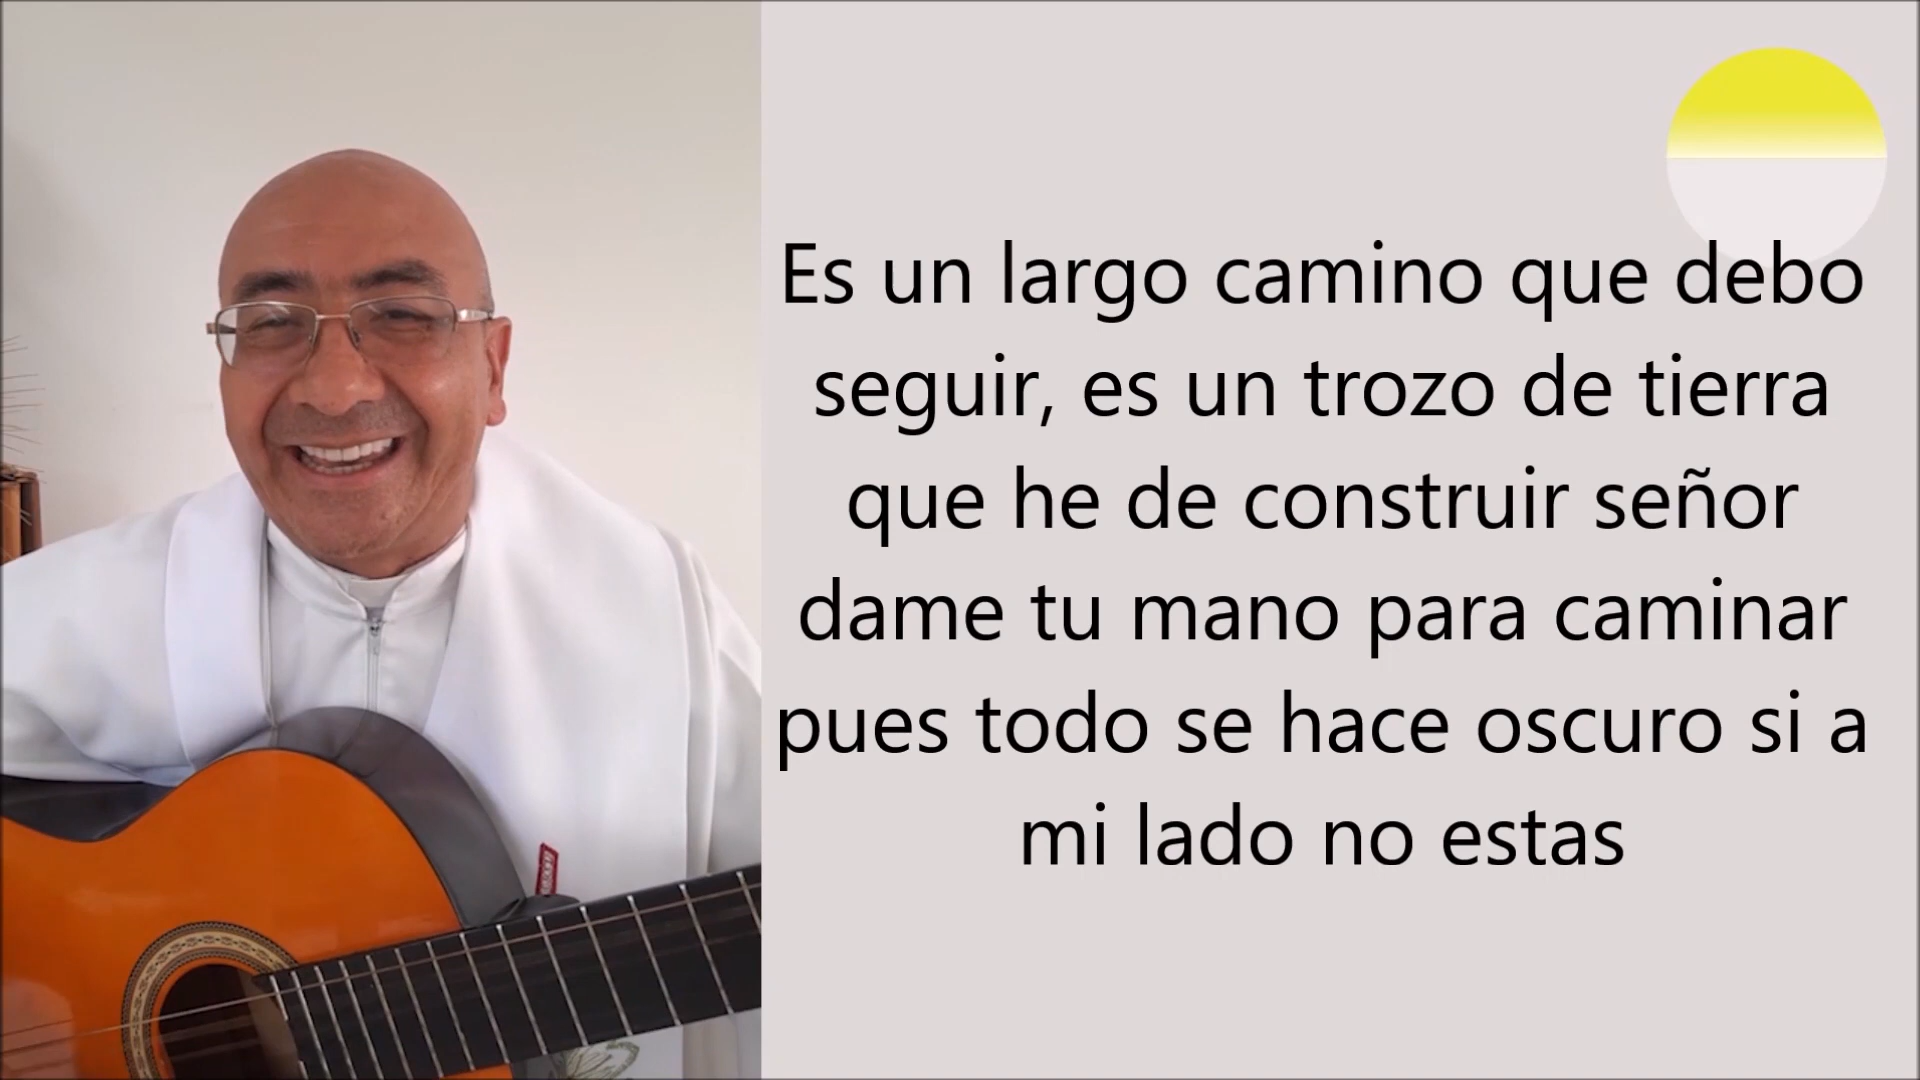 Es un largo camino que debo
seguir, es un trozo de tierra
que he de construir señor
dame tu mano para caminar
pues todo se hace oscuro si a
mi lado no estas